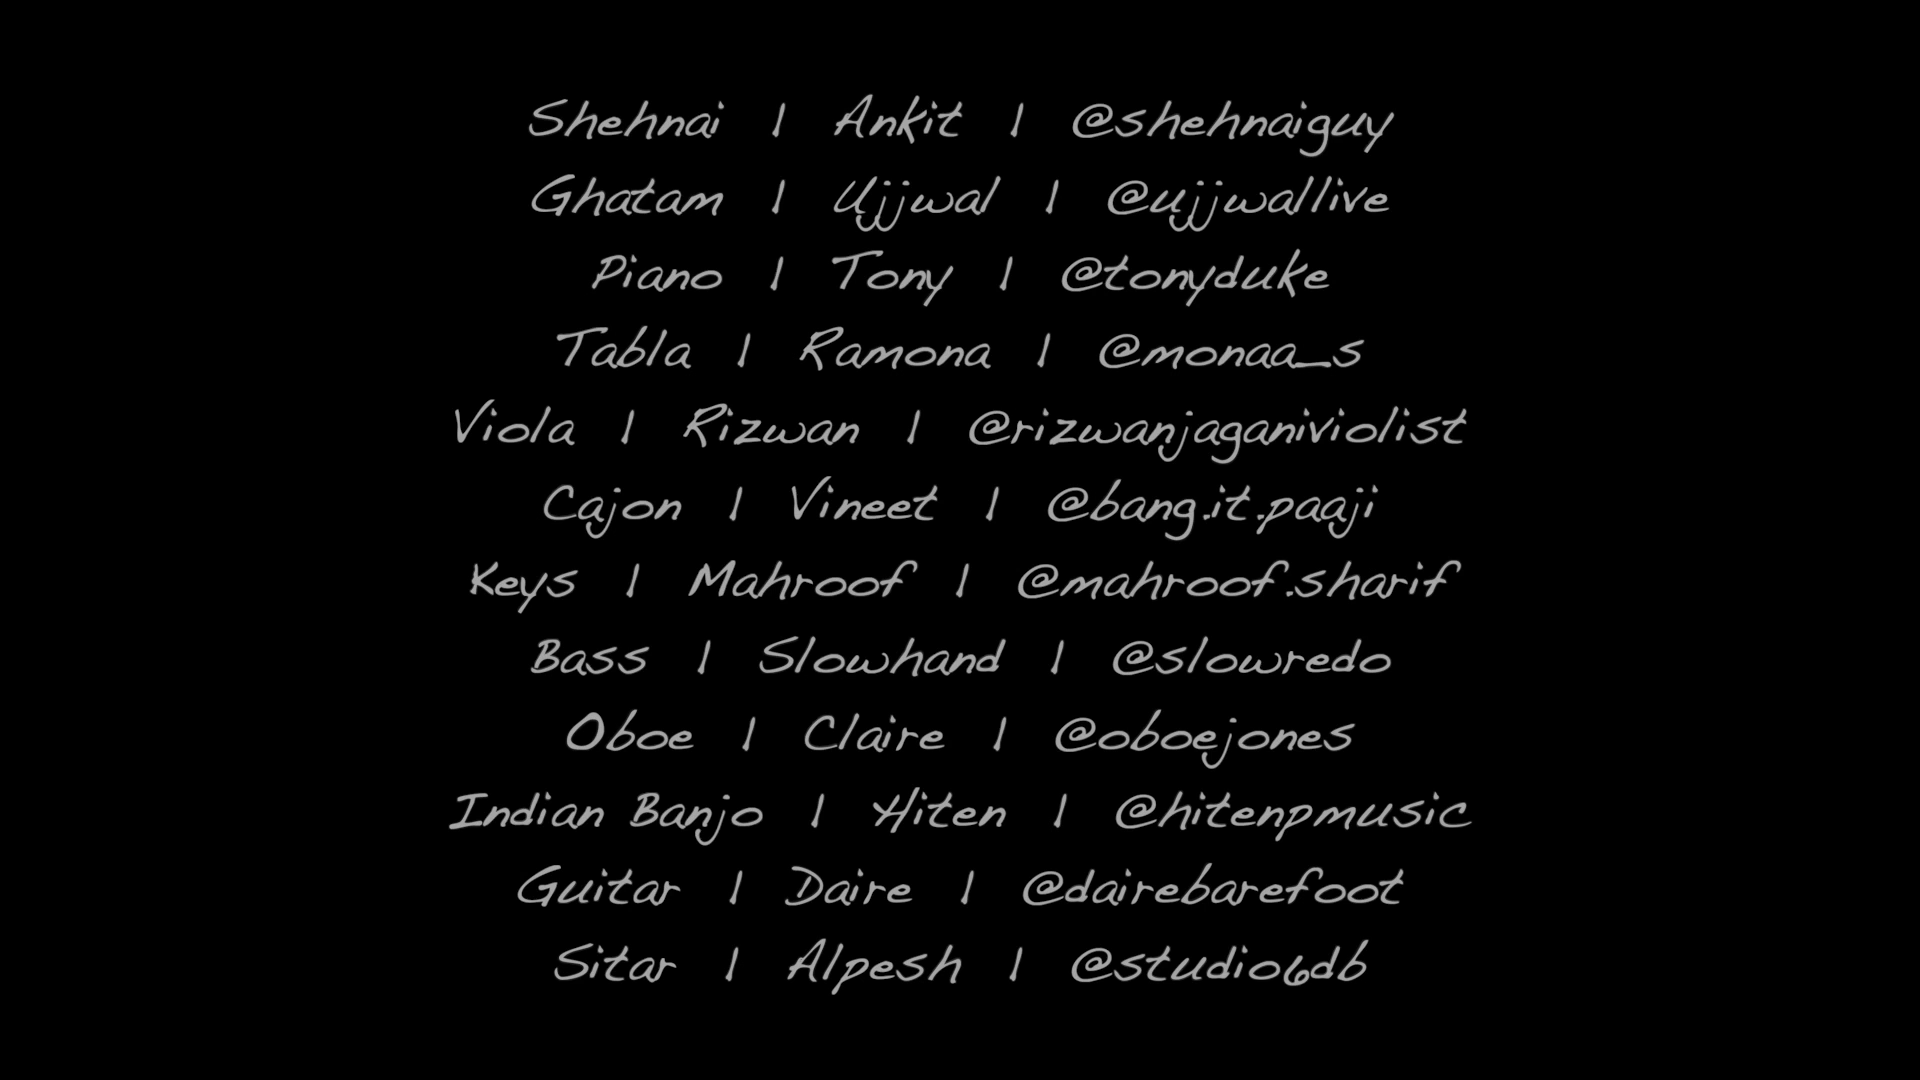 Shehnai | Ankit | @shehnaiguy
Ghatam | Ujjwal | @ujjwallive
Piano | Tony | @tonyduke
Tabla | Ramona | @monaa_s
Viola | Rizwan | @rizwanjaganiviolist
Cajon | Vineet | @bang.it.paaji
Keys | Mahroof | @mahroof.sharif
Bass | Slowhand | @slowredo
Oboe | Claire | @oboejones
Indian Banjo | Hiten | @hitenpmusic
Guitar | Daire | @dairebarefoot
Sitar | Alpesh | @studio6db